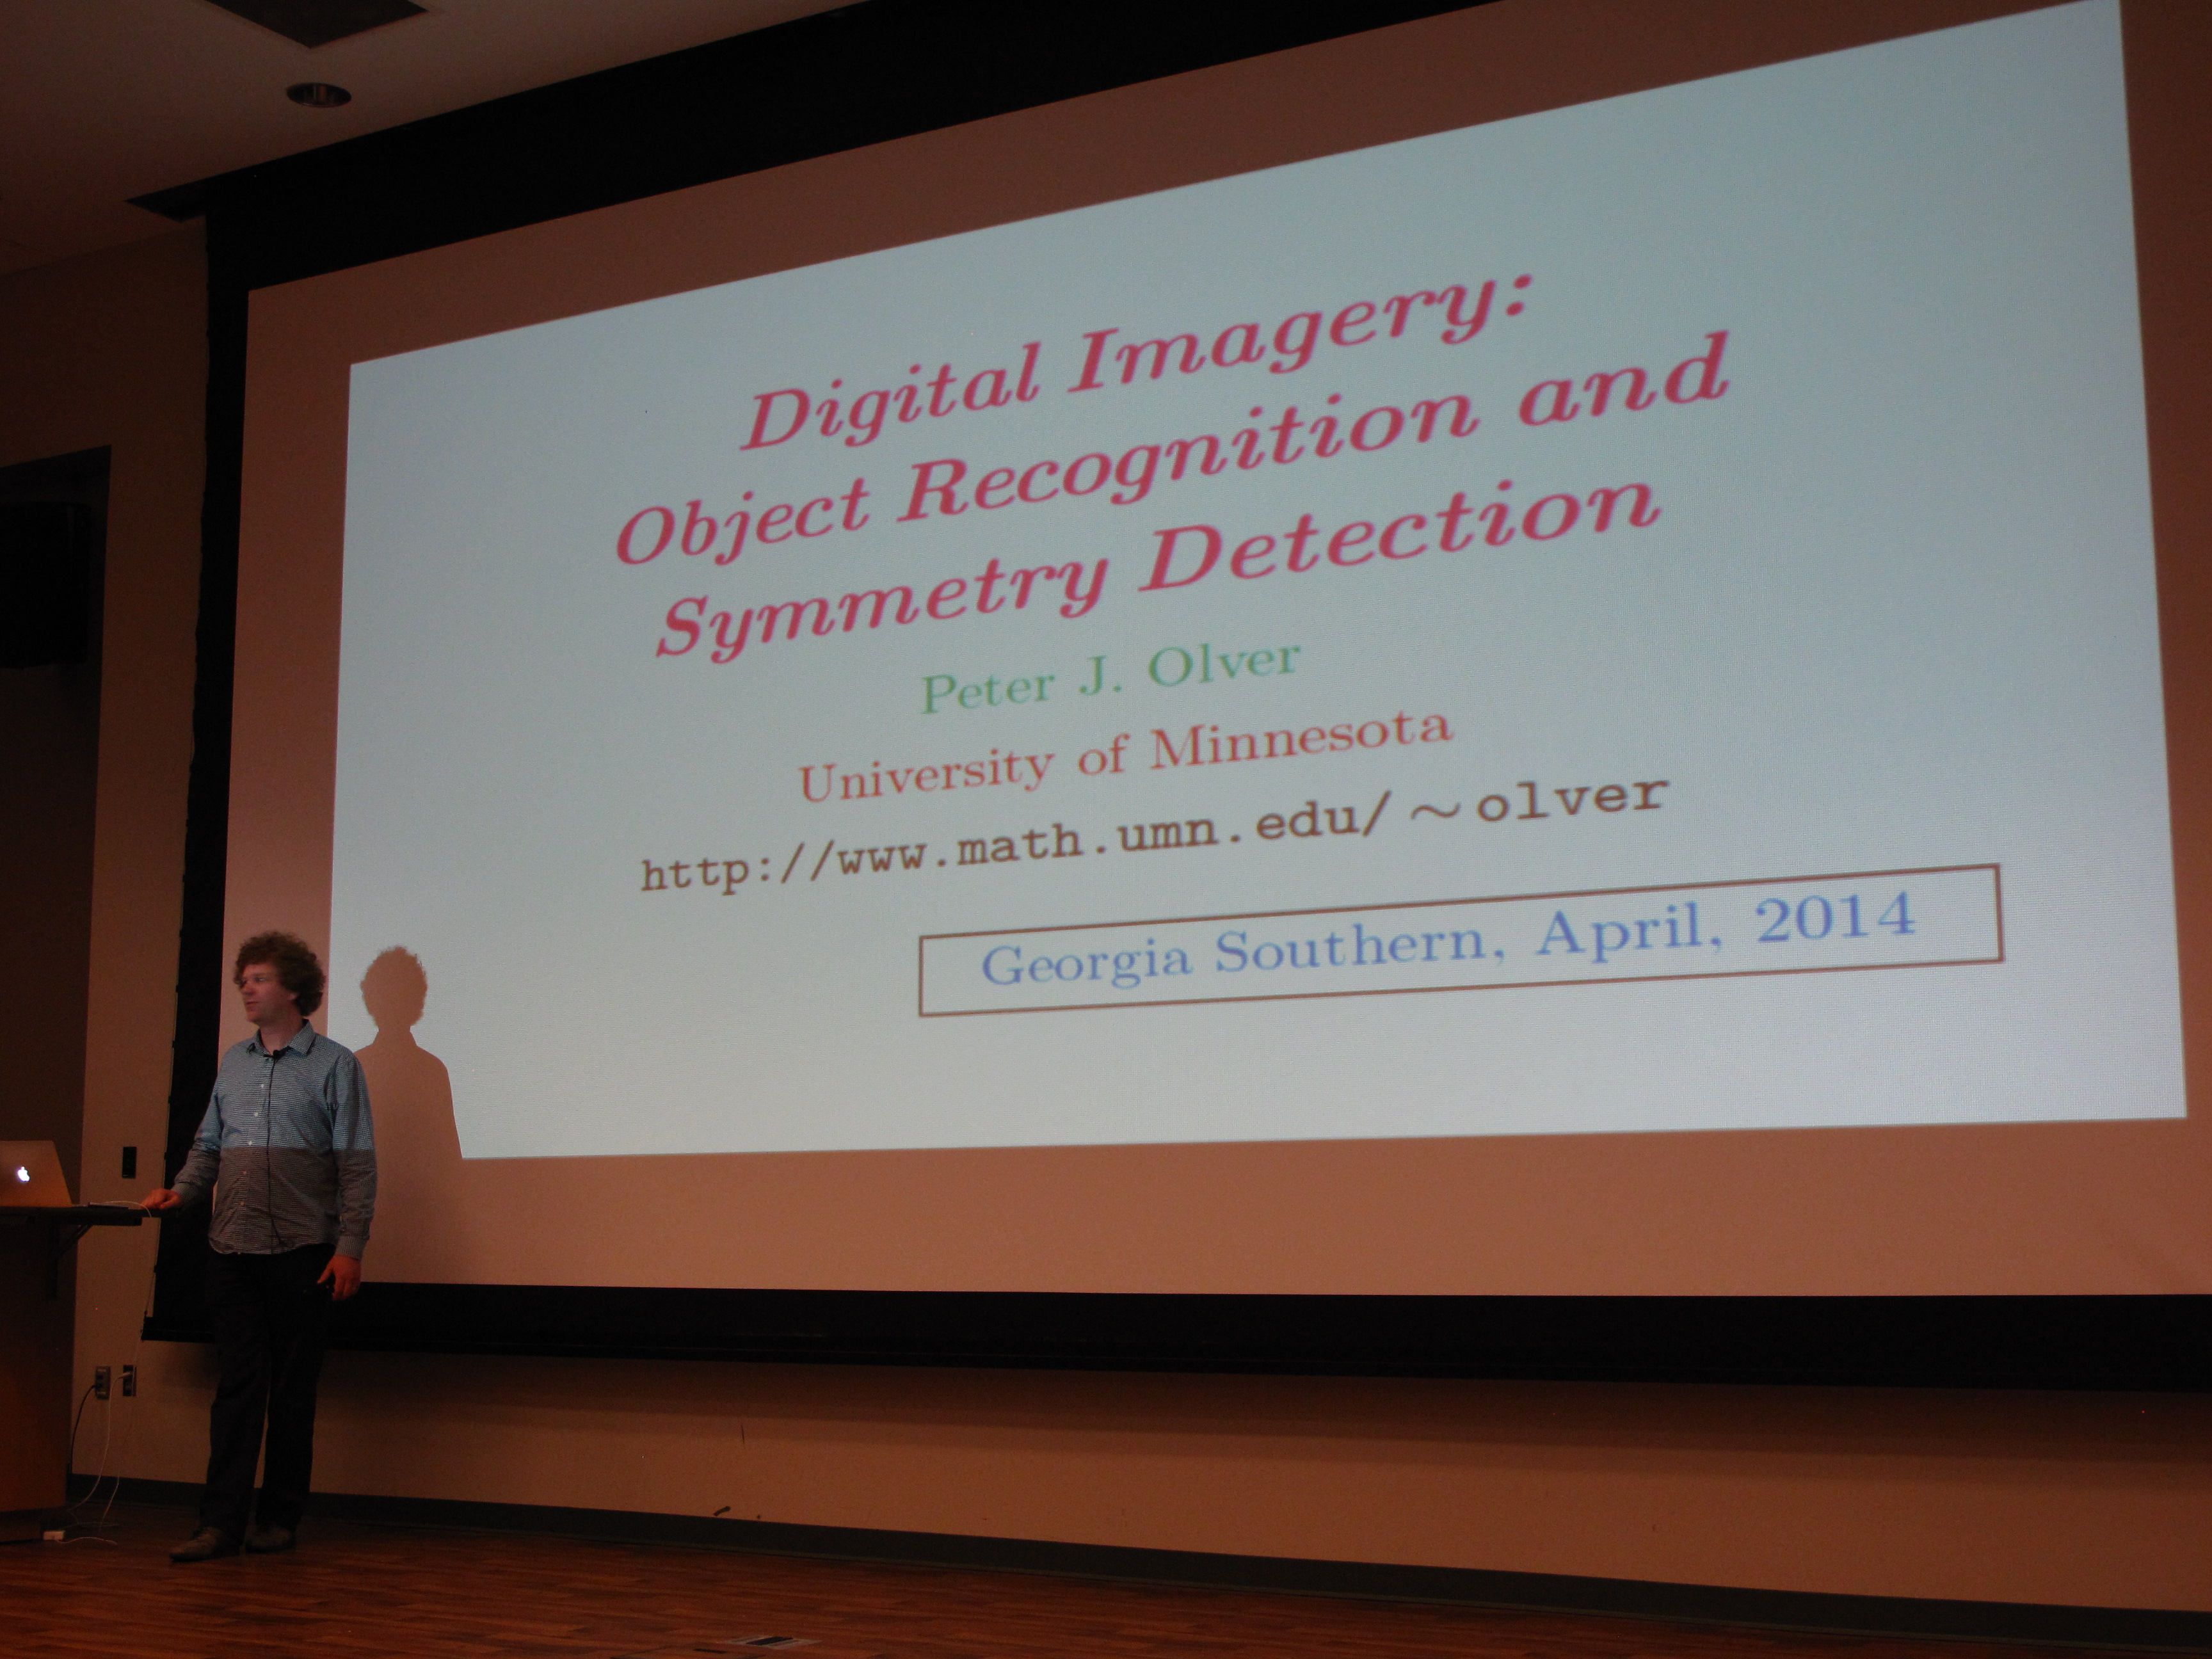 Digital Imagery:
Object Recognition and
Symmetry Detection
Peter J. Olver
University of Minnesota
http://www.math.umn.edu/∼olver
Georgia Southern, April, 2014